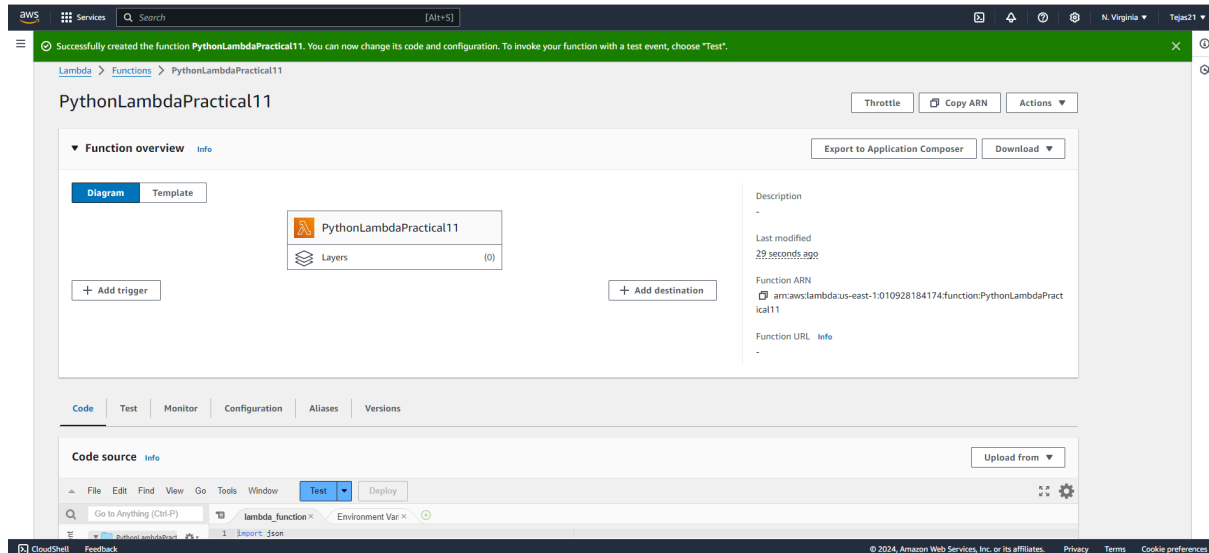 aws Services Search [Alt+S] N. Virginia ▼ Tejas21 ▼
Successfully created the function PythonLambdaPractical11. You can now change its code and configuration. To invoke your function with a test event, choose "Test".
Lambda > Functions > PythonLambdaPractical11
PythonLambdaPractical11
Throttle Copy ARN Actions ▼
▼ Function overview Info
Export to Application Composer Download ▼
Diagram Template
PythonLambdaPractical11
Layers (0)
+ Add trigger
+ Add destination
Description
-
Last modified
29 seconds ago
Function ARN
arn:aws:lambda:us-east-1:010928184174:function:PythonLambdaPract
ical11
Function URL Info
-
Code Test Monitor Configuration Aliases Versions
Code source Info
Upload from ▼
File Edit Find View Go Tools Window Test ▼ Deploy
Go to Anything (Ctrl-P) lambda_function × Environment Var ×
PythonLambdaPract 1 import json
CloudShell Feedback © 2024, Amazon Web Services, Inc. or its affiliates. Privacy Terms Cookie preferences